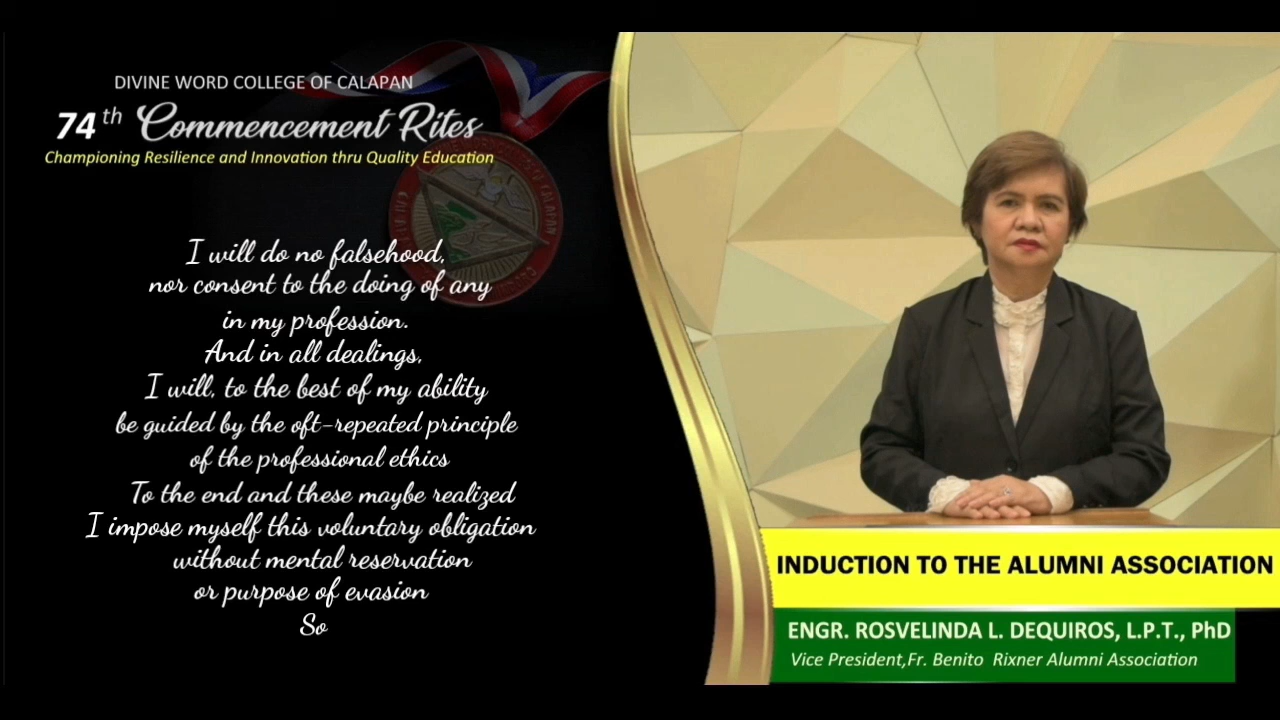 DIVINE WORD COLLEGE OF CALAPAN
74th Commencement Rites
Championing Resilience and Innovation thru Quality Education
I will do no falsehood,
nor consent to the doing of any
in my profession.
And in all dealings,
I will, to the best of my ability
be guided by the oft-repeated principle
of the professional ethics
To the end and these maybe realized
I impose myself this voluntary obligation
without mental reservation
or purpose of evasion
So
INDUCTION TO THE ALUMNI ASSOCIATION
ENGR. ROSVELINDA L. DEQUIROS, L.P.T., PhD
Vice President,Fr. Benito Rixner Alumni Association